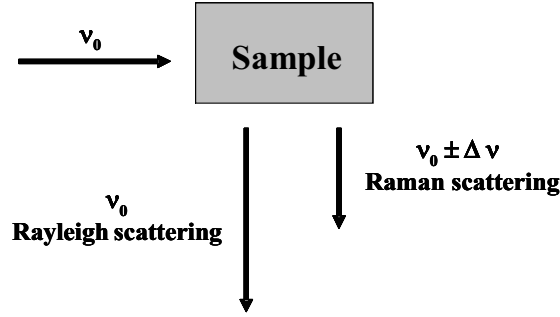 ν₀
Sample
ν₀ ± Δ ν
Raman scattering
ν₀
Rayleigh scattering